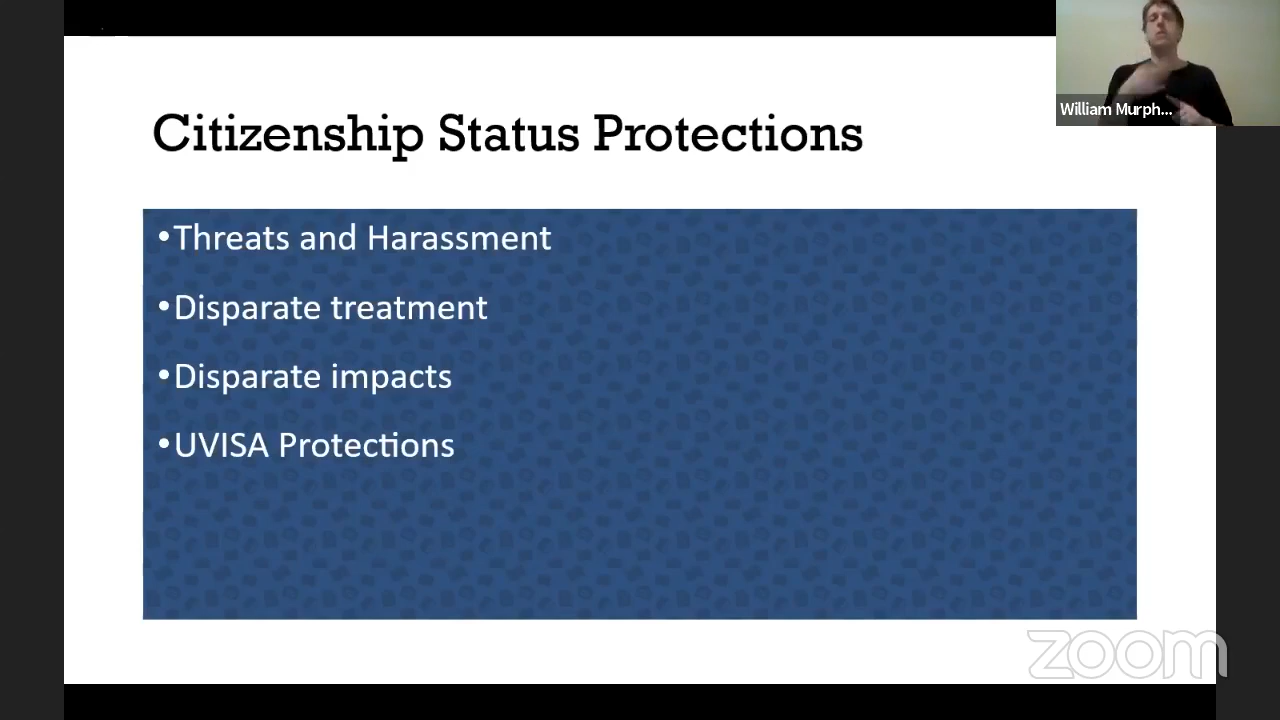 William Murph...
Citizenship Status Protections
•Threats and Harassment
•Disparate treatment
•Disparate impacts
•UVISA Protections
zoom